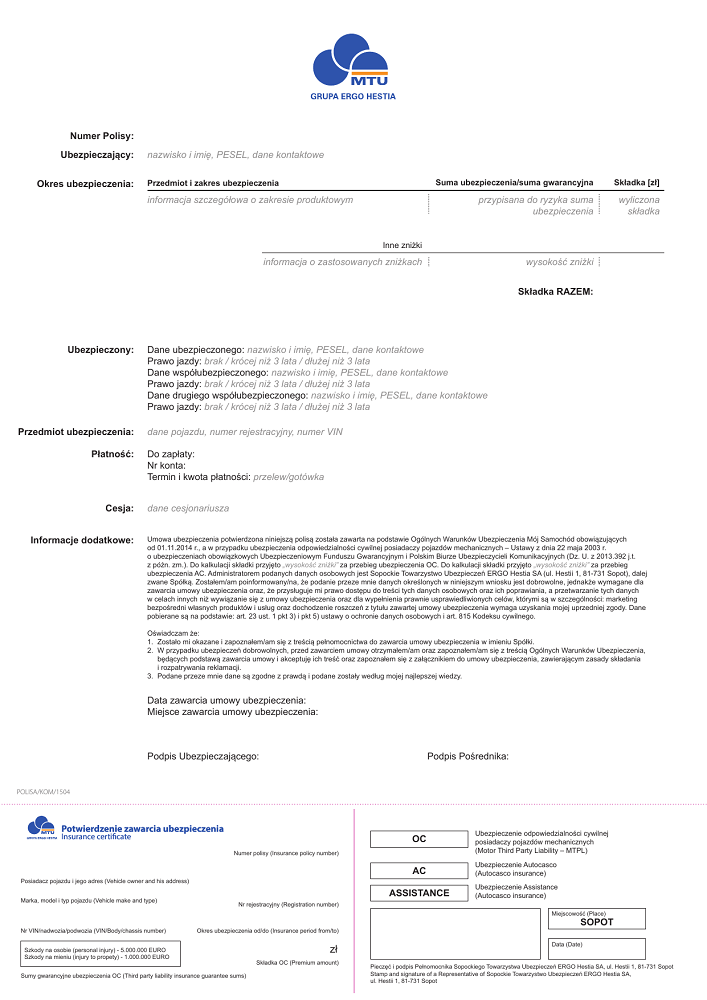 MTU
GRUPA ERGO HESTIA
Numer Polisy:
Ubezpieczający: nazwisko i imię, PESEL, dane kontaktowe
Okres ubezpieczenia: Przedmiot i zakres ubezpieczenia Suma ubezpieczenia/suma gwarancyjna Składka [zł]
informacja szczegółowa o zakresie produktowym przypisana do ryzyka suma wyliczona
ubezpieczenia składka
Inne zniżki
informacja o zastosowanych zniżkach wysokość zniżki
Składka RAZEM:
Ubezpieczony: Dane ubezpieczonego: nazwisko i imię, PESEL, dane kontaktowe
Prawo jazdy: brak / krócej niż 3 lata / dłużej niż 3 lata
Dane współubezpieczonego: nazwisko i imię, PESEL, dane kontaktowe
Prawo jazdy: brak / krócej niż 3 lata / dłużej niż 3 lata
Dane drugiego współubezpieczonego: nazwisko i imię, PESEL, dane kontaktowe
Prawo jazdy: brak / krócej niż 3 lata / dłużej niż 3 lata
Przedmiot ubezpieczenia: dane pojazdu, numer rejestracyjny, numer VIN
Płatność: Do zapłaty:
Nr konta:
Termin i kwota płatności: przelew/gotówka
Cesja: dane cesjonariusza
Informacje dodatkowe: Umowa ubezpieczenia potwierdzona niniejszą polisą została zawarta na podstawie Ogólnych Warunków Ubezpieczenia Mój Samochód obowiązujących
od 01.11.2014 r., a w przypadku ubezpieczenia odpowiedzialności cywilnej posiadaczy pojazdów mechanicznych – Ustawy z dnia 22 maja 2003 r.
o ubezpieczeniach obowiązkowych Ubezpieczeniowym Funduszu Gwarancyjnym i Polskim Biurze Ubezpieczycieli Komunikacyjnych (Dz. U. z 2013.392 j.t.
z późn. zm.). Do kalkulacji składki przyjęto „wysokość zniżki" za przebieg ubezpieczenia OC. Do kalkulacji składki przyjęto „wysokość zniżki" za przebieg
ubezpieczenia AC. Administratorem podanych danych osobowych jest Sopockie Towarzystwo Ubezpieczeń ERGO Hestia SA (ul. Hestii 1, 81-731 Sopot), dalej
zwane Spółką. Zostałem/am poinformowany/na, że podanie przeze mnie danych określonych w niniejszym wniosku jest dobrowolne, jednakże wymagane dla
zawarcia umowy ubezpieczenia oraz, że przysługuje mi prawo dostępu do treści tych danych osobowych oraz ich poprawiania, a przetwarzanie tych danych
w celach innych niż wywiązanie się z umowy ubezpieczenia oraz dla wypełnienia prawnie usprawiedliwionych celów, którymi są w szczególności: marketing
bezpośredni własnych produktów i usług oraz dochodzenie roszczeń z tytułu zawartej umowy ubezpieczenia wymaga uzyskania mojej uprzedniej zgody. Dane
pobierane są na podstawie: art. 23 ust. 1 pkt 3) i pkt 5) ustawy o ochronie danych osobowych i art. 815 Kodeksu cywilnego.
Oświadczam że:
1. Zostało mi okazane i zapoznałem/am się z treścią pełnomocnictwa do zawarcia umowy ubezpieczenia w imieniu Spółki.
2. W przypadku ubezpieczeń dobrowolnych, przed zawarciem umowy otrzymałem/am oraz zapoznałem/am się z treścią Ogólnych Warunków Ubezpieczenia,
będących podstawą zawarcia umowy i akceptuję ich treść oraz zapoznałem się z załącznikiem do umowy ubezpieczenia, zawierającym zasady składania
i rozpatrywania reklamacji.
3. Podane przeze mnie dane są zgodne z prawdą i podane zostały według mojej najlepszej wiedzy.
Data zawarcia umowy ubezpieczenia:
Miejsce zawarcia umowy ubezpieczenia:
Podpis Ubezpieczającego: Podpis Pośrednika:
POLISA/KOM/1504
MTU
GRUPA ERGO HESTIA
Potwierdzenie zawarcia ubezpieczenia
Insurance certificate
Numer polisy (Insurance policy number)
Posiadacz pojazdu i jego adres (Vehicle owner and his address)
Marka, model i typ pojazdu (Vehicle make and type)
Nr rejestracyjny (Registration number)
Nr VIN/nadwozia/podwozia (VIN/Body/chassis number) Okres ubezpieczenia od/do (Insurance period from/to)
Szkody na osobie (personal injury) - 5.000.000 EURO
Szkody na mieniu (injury to propety) - 1.000.000 EURO
zł
Składka OC (Premium amount)
Sumy gwarancyjne ubezpieczenia OC (Third party liability insurance guarantee sums)
OC
Ubezpieczenie odpowiedzialności cywilnej
posiadaczy pojazdów mechanicznych
(Motor Third Party Liability – MTPL)
AC
Ubezpieczenie Autocasco
(Autocasco insurance)
ASSISTANCE
Ubezpieczenie Assistance
(Autocasco insurance)
Miejscowość (Place)
SOPOT
Data (Date)
Pieczęć i podpis Pełnomocnika Sopockiego Towarzystwa Ubezpieczeń ERGO Hestia SA, ul. Hestii 1, 81-731 Sopot
Stamp and signature of a Representative of Sopockie Towarzystwo Ubezpieczeń ERGO Hestia SA,
ul. Hestii 1, 81-731 Sopot